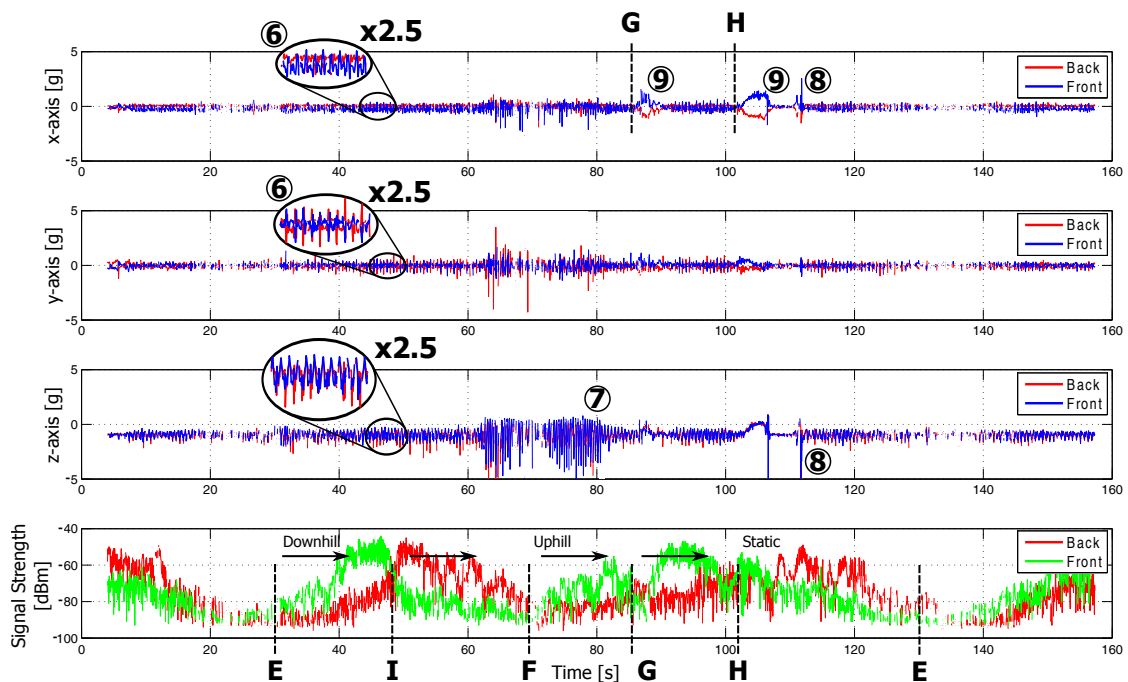 ⑥ x2.5 G H
5
0
-5
x-axis [g]
⑨ ⑨ ⑧
Back
Front
0 20 40 60 80 100 120 140 160
⑥ x2.5
5
0
-5
y-axis [g]
Back
Front
0 20 40 60 80 100 120 140 160
x2.5
5
0
-5
z-axis [g]
⑦
⑧
Back
Front
0 20 40 60 80 100 120 140 160
-40
-60
-80
-100
Signal Strength
[dBm]
Downhill Uphill Static
Back
Front
0 20 40 60 80 100 120 140 160
E I F Time [s] G H E